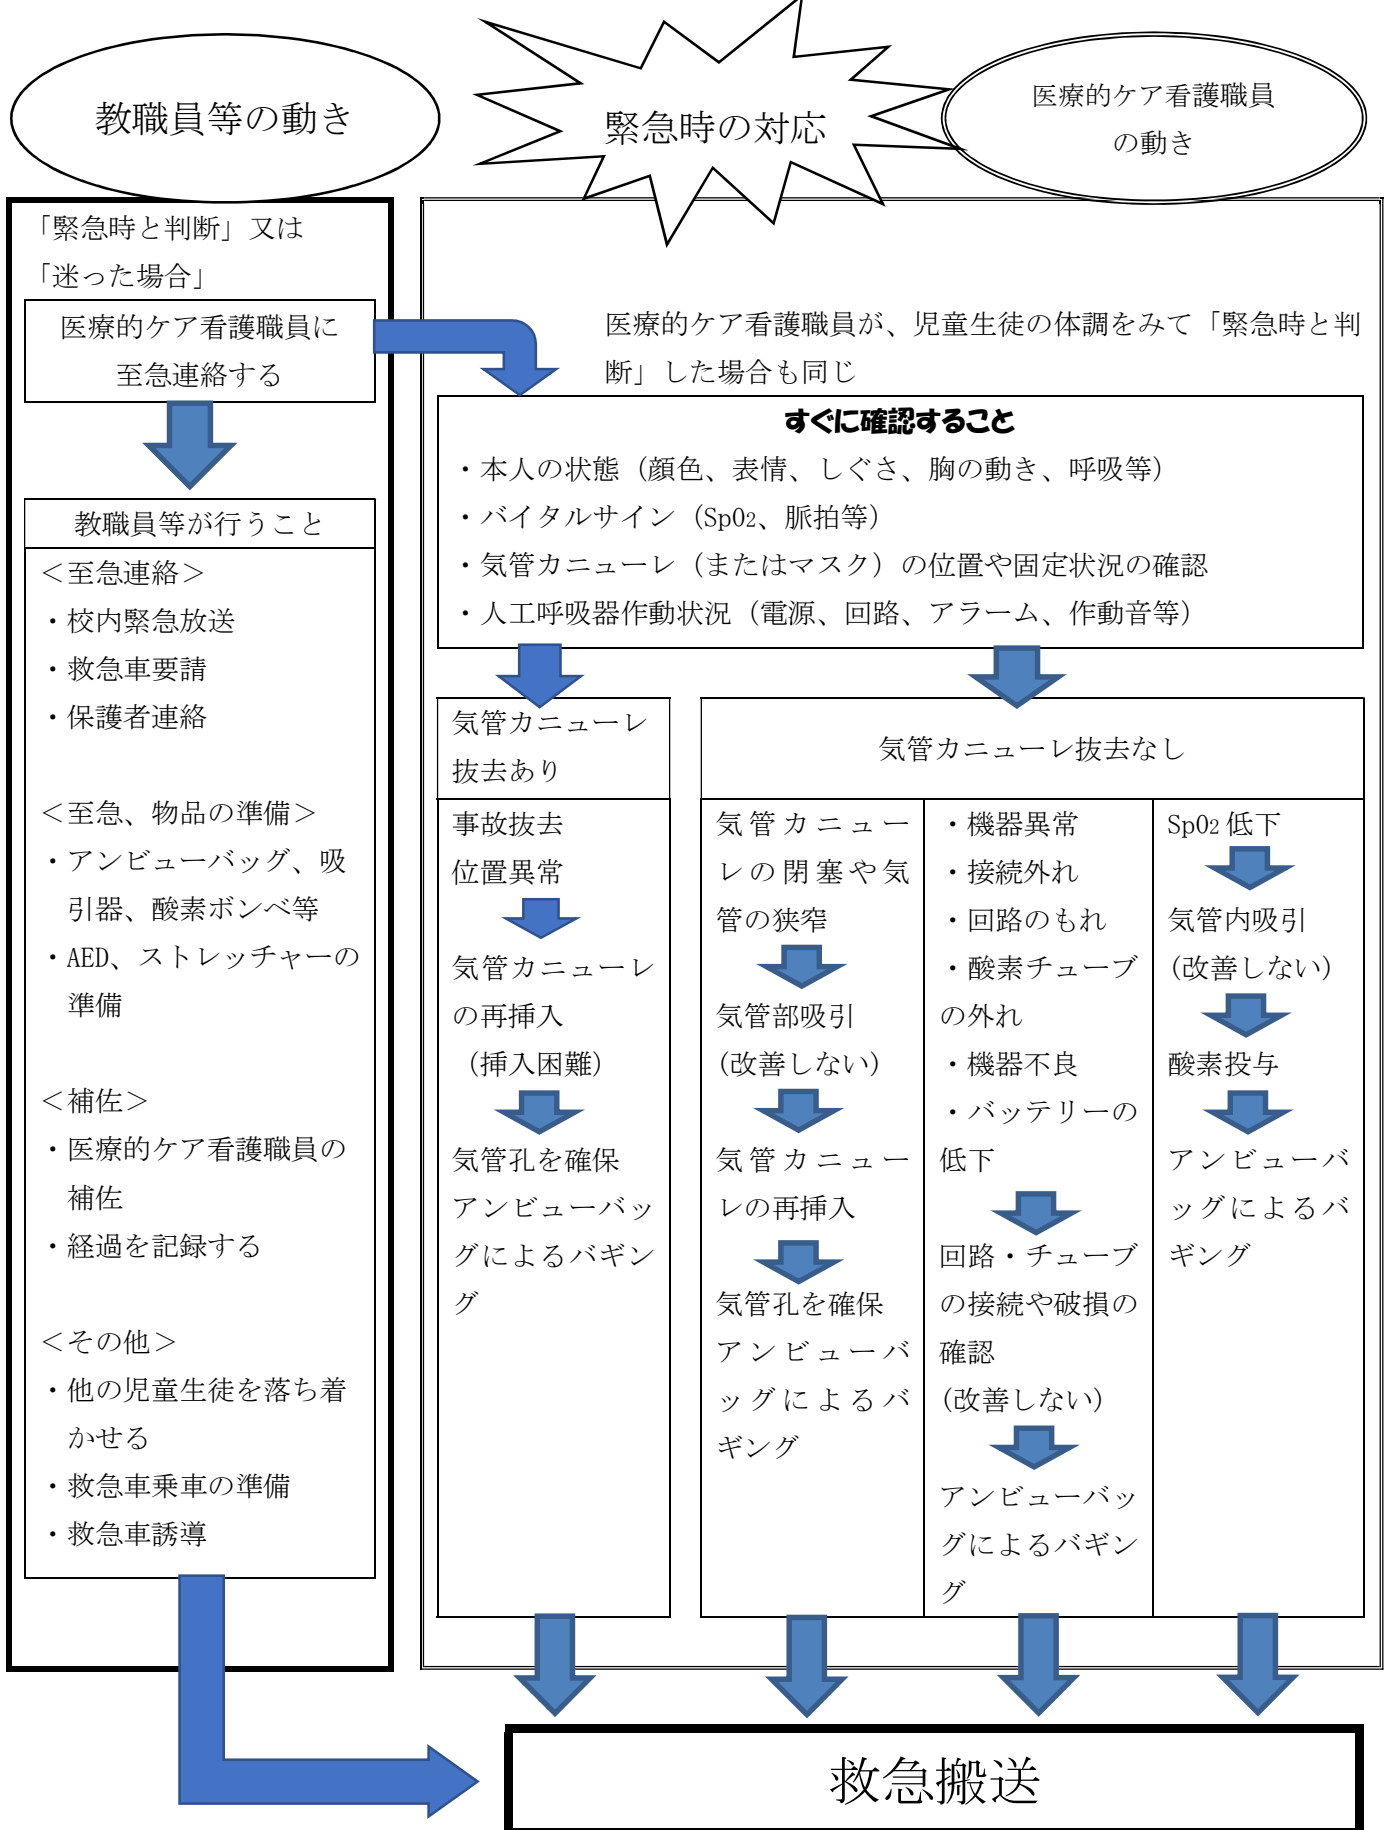 教職員等の動き
緊急時の対応
医療的ケア看護職員
の動き
「緊急時と判断」又は
「迷った場合」
医療的ケア看護職員に
至急連絡する
教職員等が行うこと
＜至急連絡＞
・校内緊急放送
・救急車要請
・保護者連絡
＜至急、物品の準備＞
・アンビューバッグ、吸
引器、酸素ボンベ等
・AED、ストレッチャーの
準備
＜補佐＞
・医療的ケア看護職員の
補佐
・経過を記録する
＜その他＞
・他の児童生徒を落ち着
かせる
・救急車乗車の準備
・救急車誘導
医療的ケア看護職員が、児童生徒の体調をみて「緊急時と判
断」した場合も同じ
すぐに確認すること
・本人の状態（顔色、表情、しぐさ、胸の動き、呼吸等）
・バイタルサイン（SpO2、脈拍等）
・気管カニューレ（またはマスク）の位置や固定状況の確認
・人工呼吸器作動状況（電源、回路、アラーム、作動音等）
気管カニューレ
抜去あり
事故抜去
位置異常
気管カニューレ
の再挿入
（挿入困難）
気管孔を確保
アンビューバッ
グによるバギン
グ
気管カニューレ抜去なし
気管カニュー
レの閉塞や気
管の狭窄
気管部吸引
（改善しない）
気管カニュー
レの再挿入
気管孔を確保
アンビューバ
ッグによるバ
ギング
・機器異常
・接続外れ
・回路のもれ
・酸素チューブ
の外れ
・機器不良
・バッテリーの
低下
回路・チューブ
の接続や破損の
確認
（改善しない）
アンビューバッ
グによるバギン
グ
SpO2 低下
気管内吸引
（改善しない）
酸素投与
アンビューバ
ッグによるバ
ギング
救急搬送